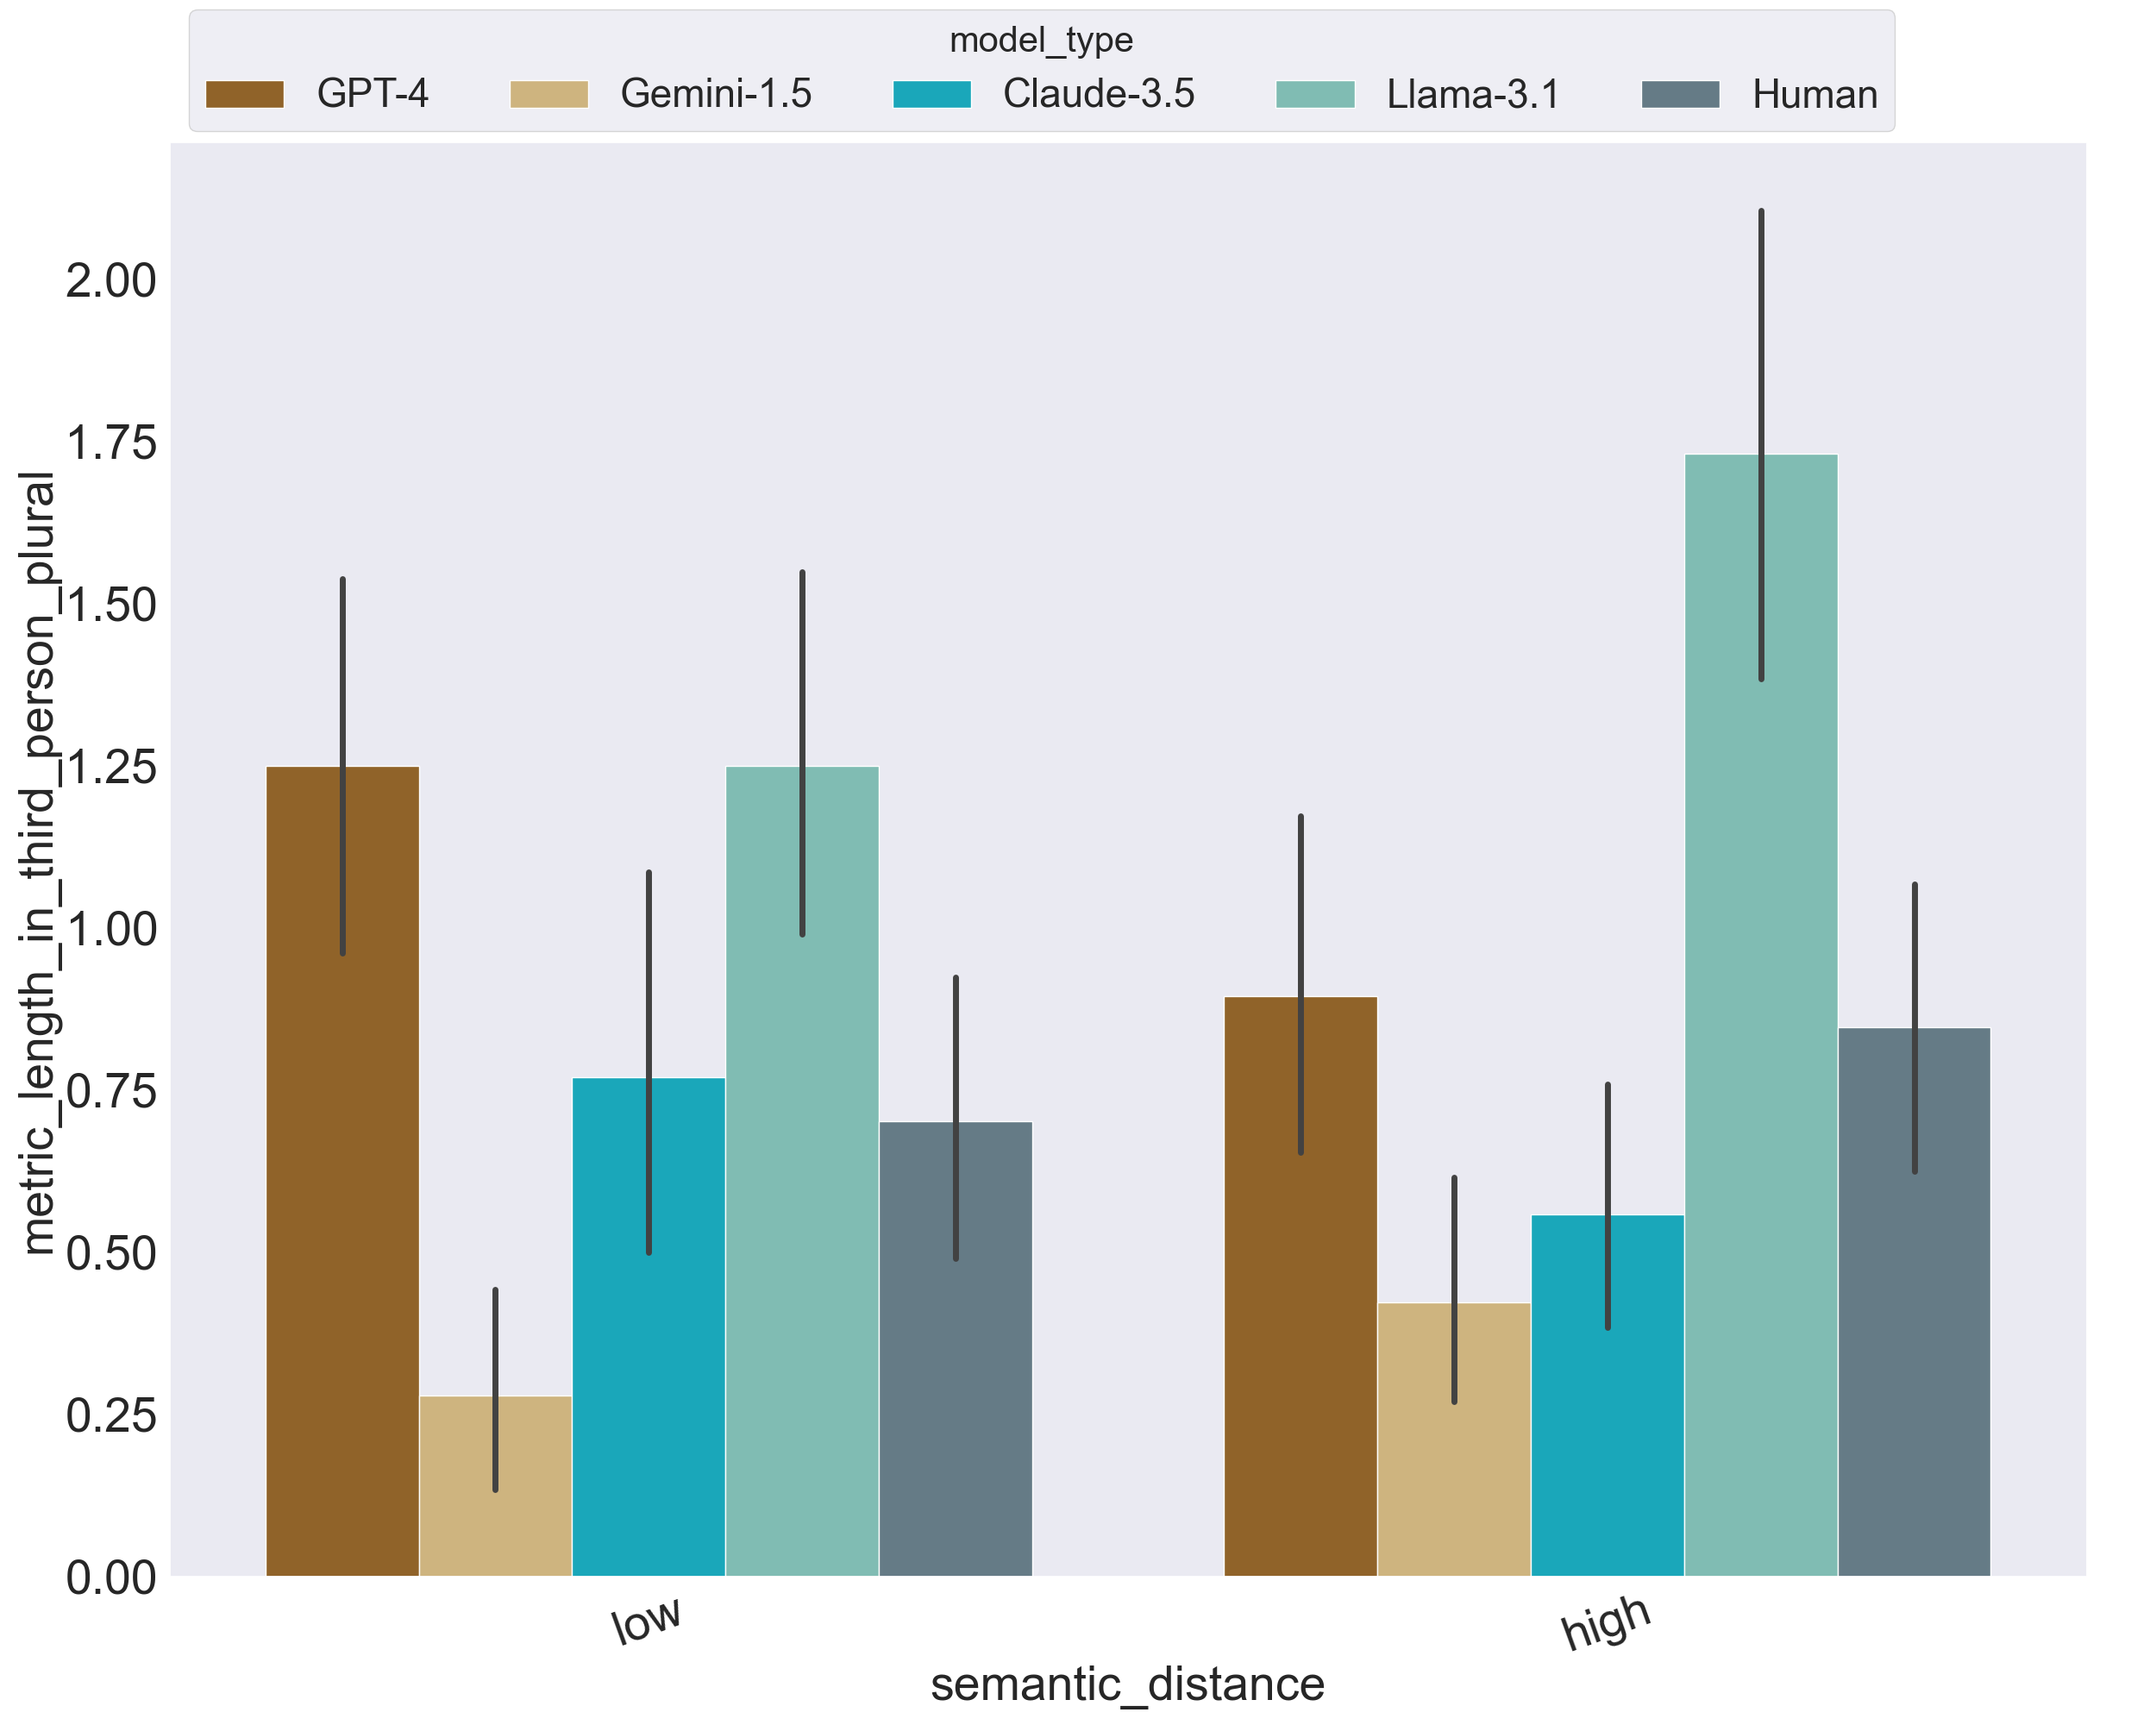 model_type
GPT-4 Gemini-1.5 Claude-3.5 Llama-3.1 Human
metric_length_in_third_person_plural
2.00
1.75
1.50
1.25
1.00
0.75
0.50
0.25
0.00
low high
semantic_distance